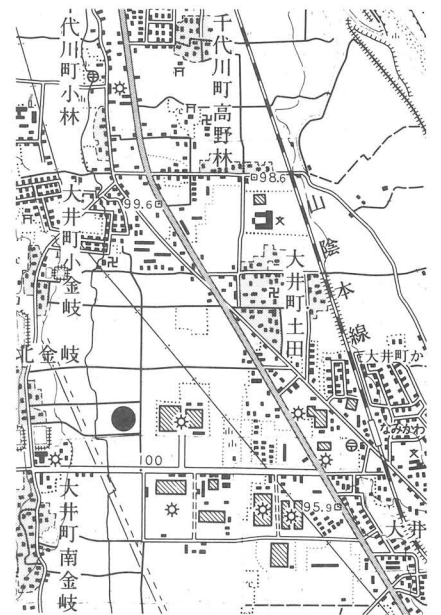 代川町小林
千代川町高野林
98.6
99.6
大井町小金岐
山陰本線
大井町土田
北金岐
大井町か
なみかわ
100
95.9
大井町南金岐
大井